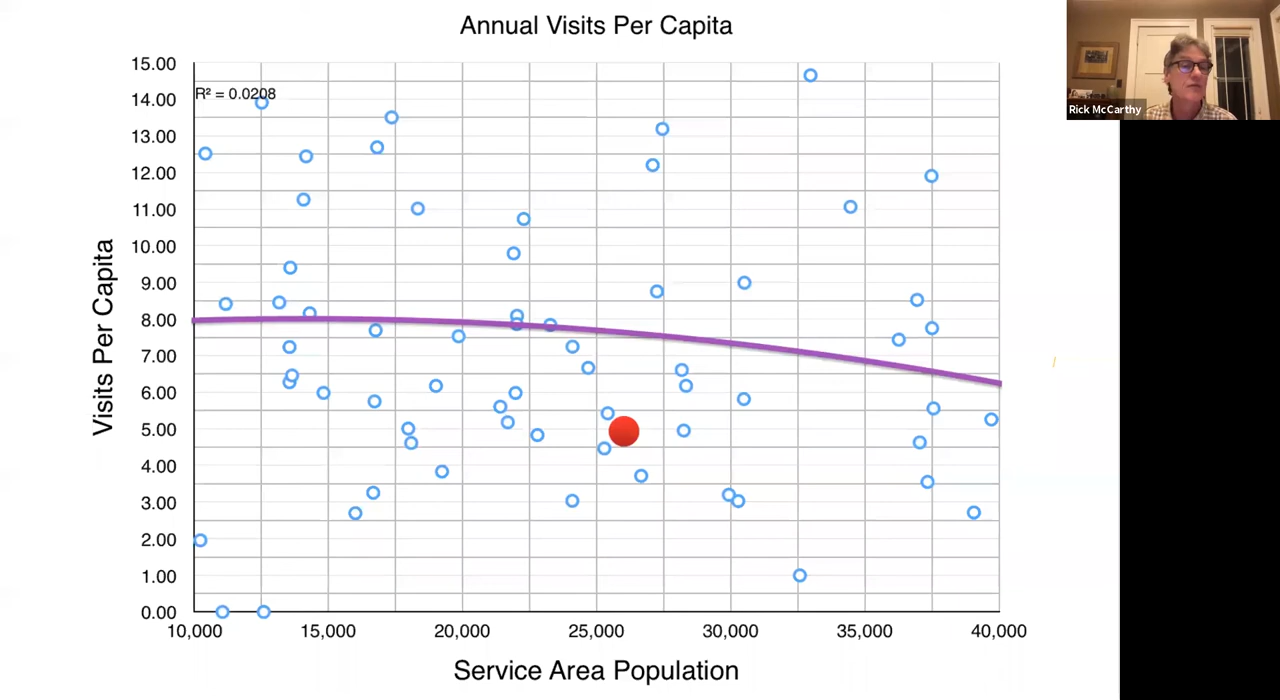 Annual Visits Per Capita
15.00
R² = 0.0208
14.00
13.00
12.00
11.00
10.00
9.00
8.00
7.00
6.00
5.00
4.00
3.00
2.00
1.00
0.00
Visits Per Capita
10,000 15,000 20,000 25,000 30,000 35,000 40,000
Service Area Population
Rick McCarthy